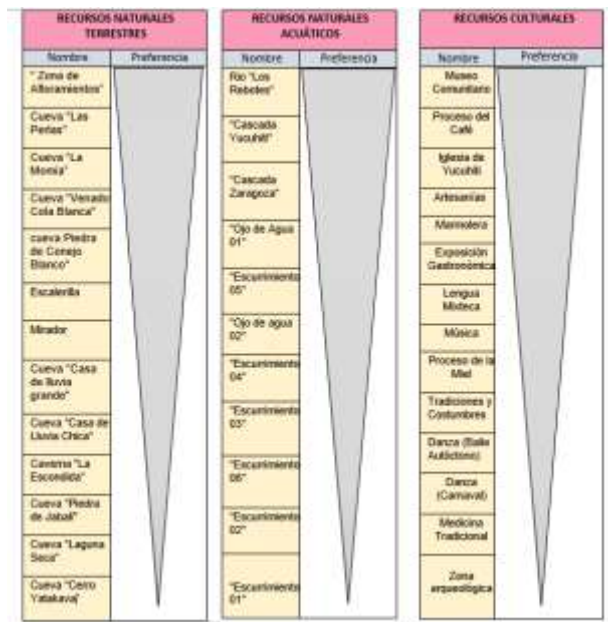 RECURSOS NATURALES
TERRESTRES
Nombre Preferencia
" Zona de
Afloramientos"
Cueva "Las
Perlas"
Cueva "La
Momia"
Cueva "Venado
Cola Blanca"
cueva Piedra
de Conejo
Blanco"
Escalerilla
Mirador
Cueva "Casa
de lluvia
grande"
Cueva "Casa de
Lluvia Chica"
Caverna "La
Escondida"
Cueva "Piedra
de Jabalí"
Cueva "Laguna
Seca"
Cueva "Cerro
Yatakava"
RECURSOS NATURALES
ACUÁTICOS
Nombre Preferencia
Rio "Los
Rebotes"
"Cascada
Yucuhiti"
"Cascada
Zaragoza"
"Ojo de Agua
01"
"Escurrimiento
05"
"Ojo de agua
02"
"Escurrimiento
04"
"Escurrimiento
03"
"Escurrimiento
06"
"Escurrimiento
02"
"Escurrimiento
01"
RECURSOS CULTURALES
Nombre Preferencia
Museo
Comunitario
Proceso del
Café
Iglesia de
Yucuhiti
Artesanías
Marmolera
Exposición
Gastronómica
Lengua
Mixteca
Música
Proceso de la
Miel
Tradiciones y
Costumbres
Danza (Baile
Autóctono)
Danza
(Carnaval)
Medicina
Tradicional
Zona
arqueológica